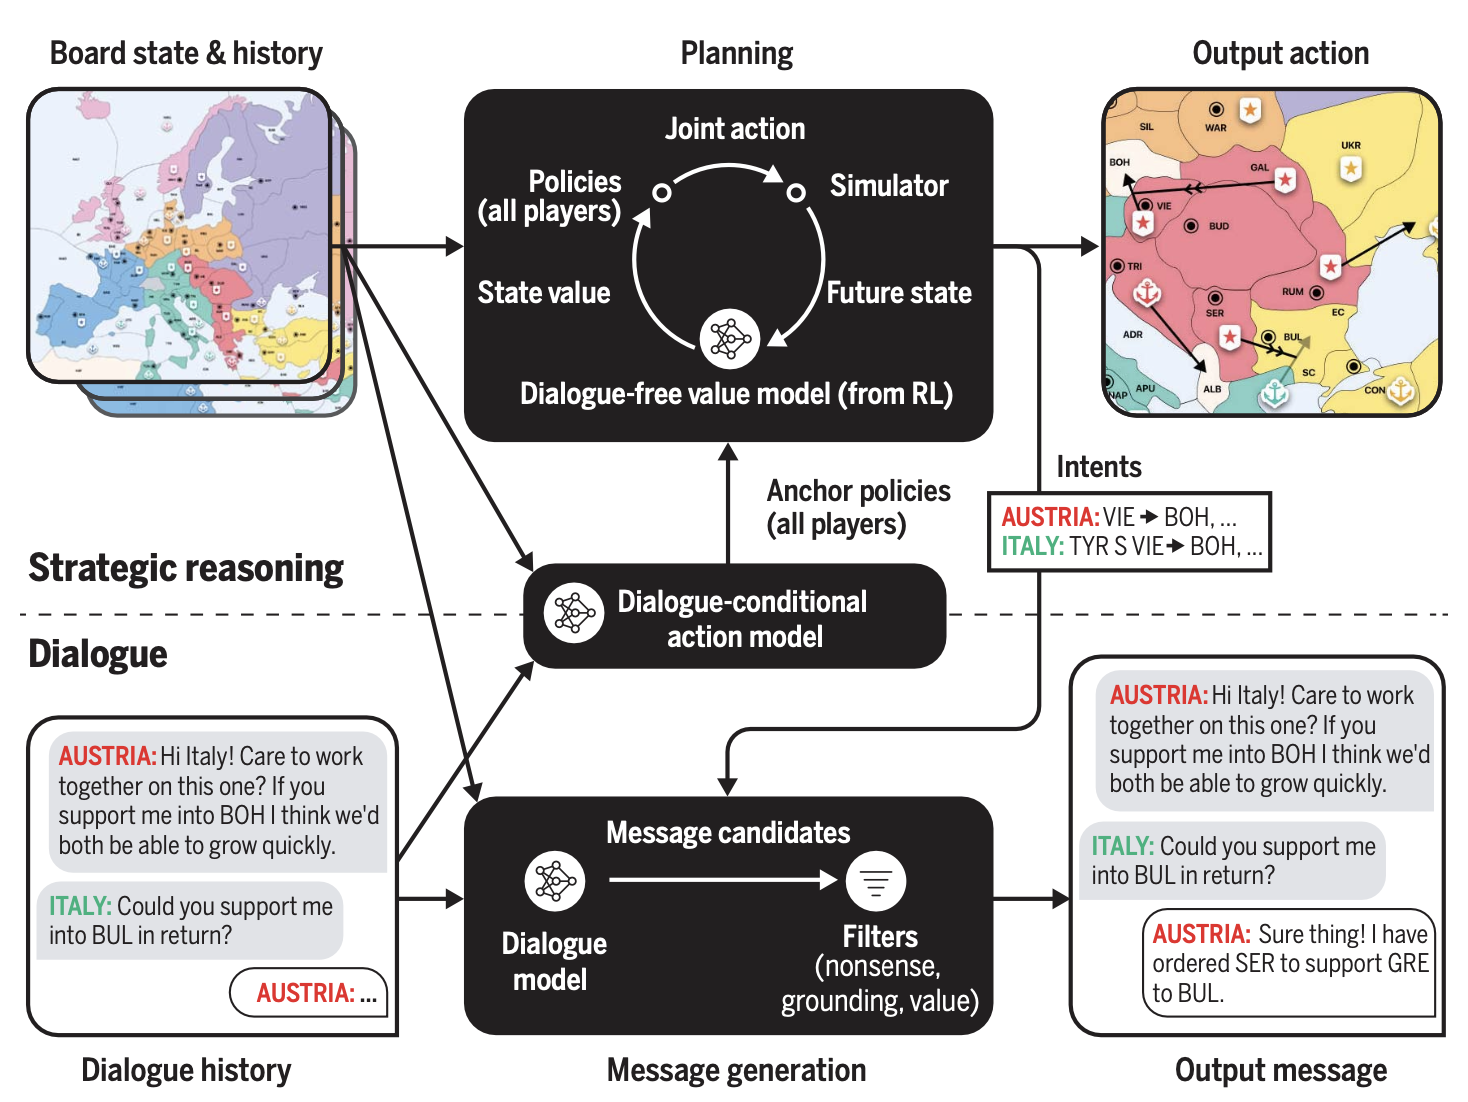 Board state & history
Planning
Output action
Joint action
Policies
(all players)
Simulator
State value
Future state
Dialogue-free value model (from RL)
SIL
WAR
BOH
GAL
UKR
VIE
BUD
TRI
RUM
SER
EC
ADR
BUL
SC
ALB
CON
NAP
APU
Anchor policies
(all players)
Intents
AUSTRIA: VIE → BOH, ...
ITALY: TYR S VIE → BOH, ...
Strategic reasoning
Dialogue-conditional
action model
Dialogue
AUSTRIA: Hi Italy! Care to work
together on this one? If you
support me into BOH I think we'd
both be able to grow quickly.
ITALY: Could you support me
into BUL in return?
AUSTRIA: ...
Dialogue history
Message candidates
Dialogue
model
Filters
(nonsense,
grounding, value)
Message generation
AUSTRIA: Hi Italy! Care to work
together on this one? If you
support me into BOH I think we'd
both be able to grow quickly.
ITALY: Could you support me
into BUL in return?
AUSTRIA: Sure thing! I have
ordered SER to support GRE
to BUL.
Output message